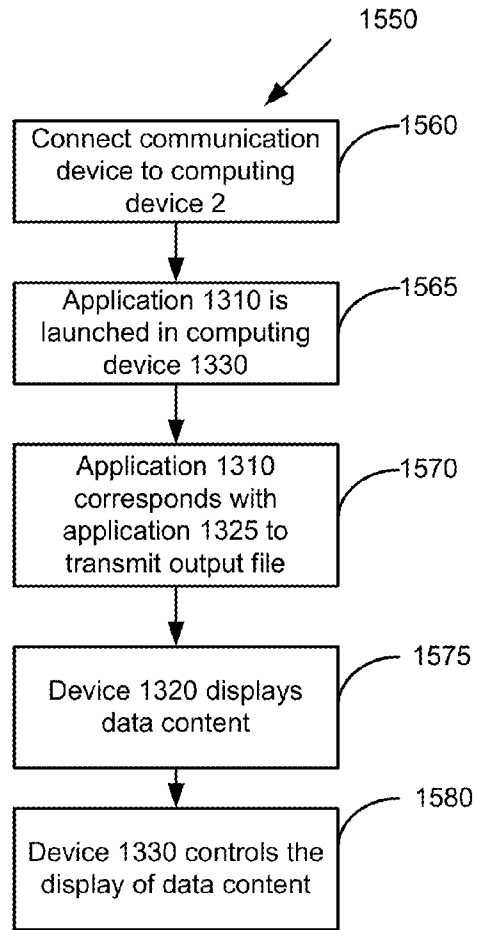 1550
Connect communication
device to computing
device 2
1560
Application 1310 is
launched in computing
device 1330
1565
Application 1310
corresponds with
application 1325 to
transmit output file
1570
Device 1320 displays
data content
1575
Device 1330 controls the
display of data content
1580